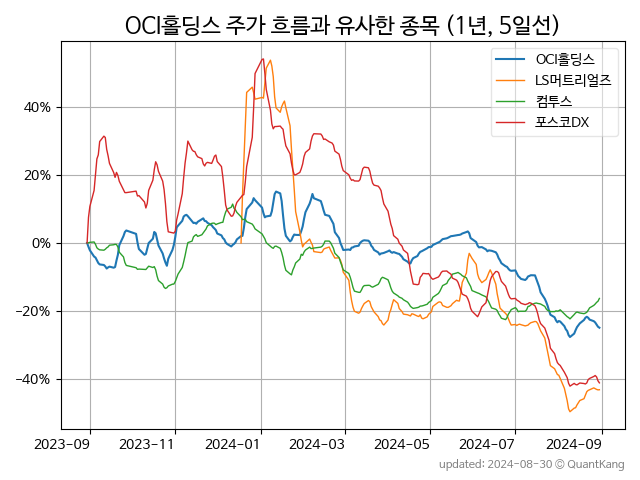 OCI홀딩스 주가 흐름과 유사한 종목 (1년, 5일선)
OCI홀딩스
LS머트리얼즈
컴투스
포스코DX
40%
20%
0%
−20%
−40%
2023-09
2023-11
2024-01
2024-03
2024-05
2024-07
2024-09
updated: 2024-08-30 © QuantKang